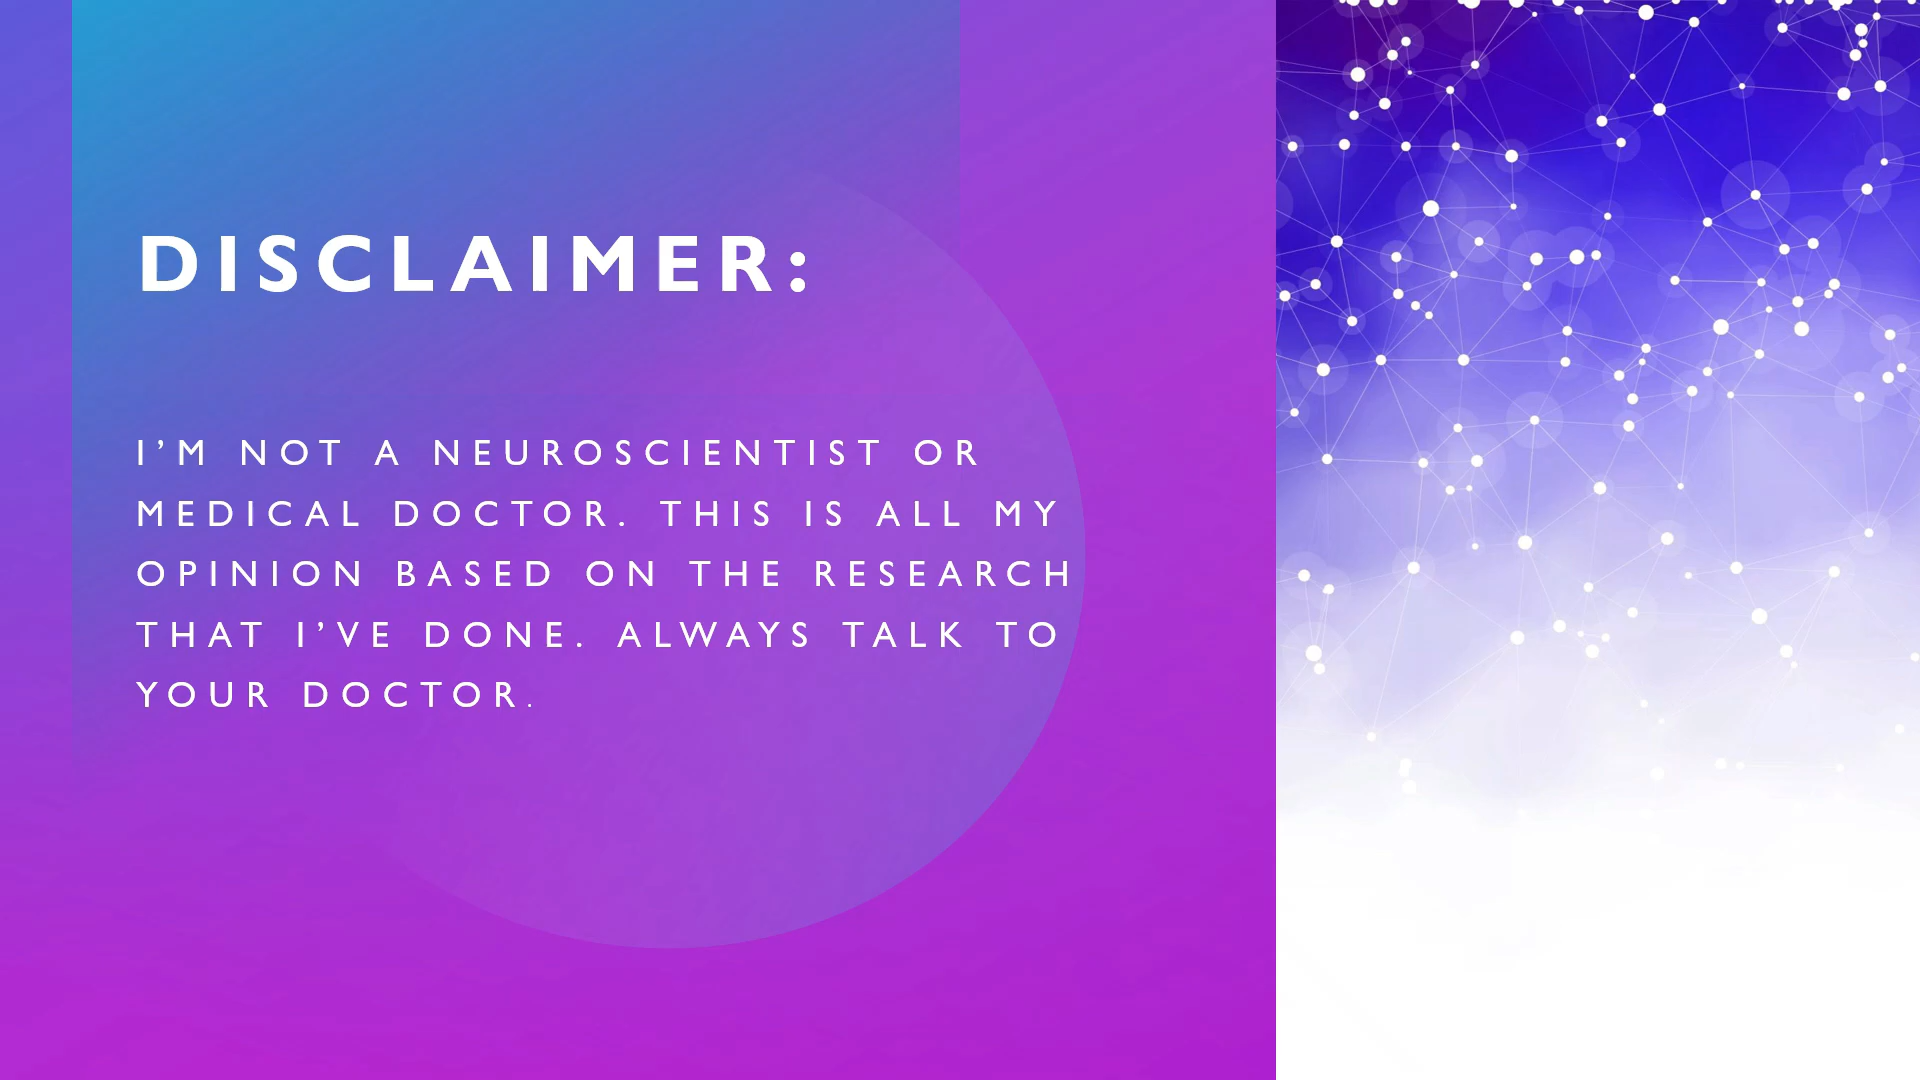 DISCLAIMER:
I’M NOT A NEUROSCIENTIST OR
MEDICAL DOCTOR. THIS IS ALL MY
OPINION BASED ON THE RESEARCH
THAT I’VE DONE. ALWAYS TALK TO
YOUR DOCTOR.